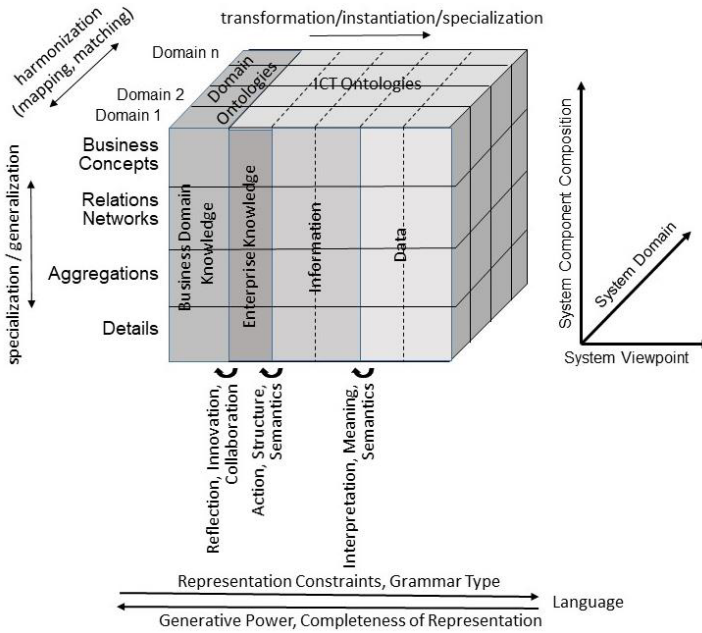 transformation/instantiation/specialization
harmonization
(mapping, matching)
Domain n
Domain 2
Domain 1
Domain
Ontologies
ICT Ontologies
specialization / generalization
Business
Concepts
Relations
Networks
Aggregations
Details
Business Domain
Knowledge
Enterprise Knowledge
Information
Data
System Component Composition
System Domain
System Viewpoint
Reflection, Innovation,
Collaboration
Action, Structure,
Semantics
Interpretation, Meaning,
Semantics
Representation Constraints, Grammar Type
Language
Generative Power, Completeness of Representation